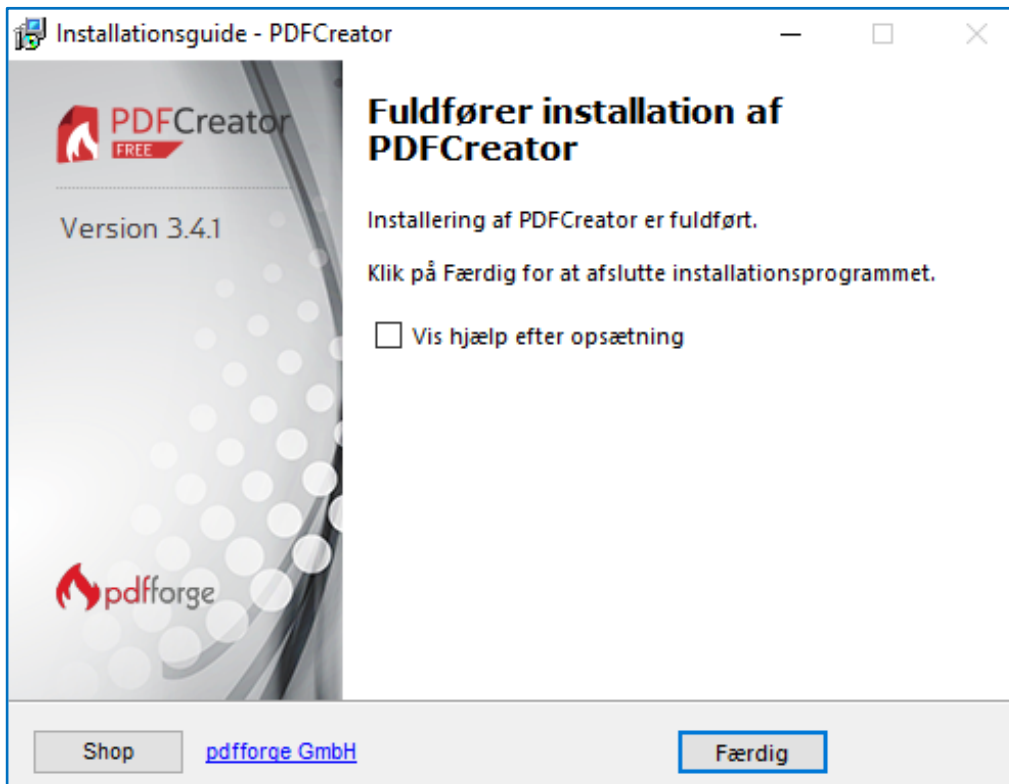 Installationsguide - PDFCreator
PDFCreator
FREE
Version 3.4.1
Fuldfører installation af
PDFCreator
Installering af PDFCreator er fuldført.
Klik på Færdig for at afslutte installationsprogrammet.
Vis hjælp efter opsætning
pdfforge
Shop
pdfforge GmbH
Færdig